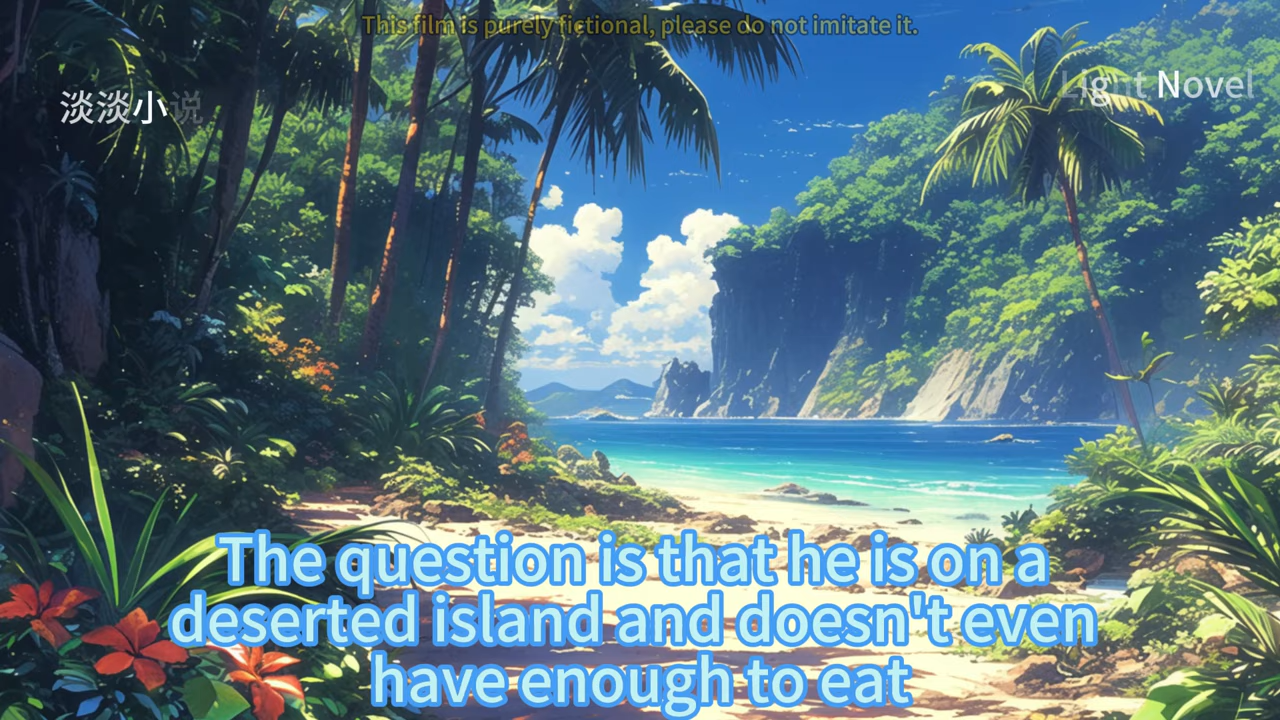 This film is purely fictional, please do not imitate it.
Light Novel
淡淡小说
The question is that he is on a
deserted island and doesn't even
have enough to eat